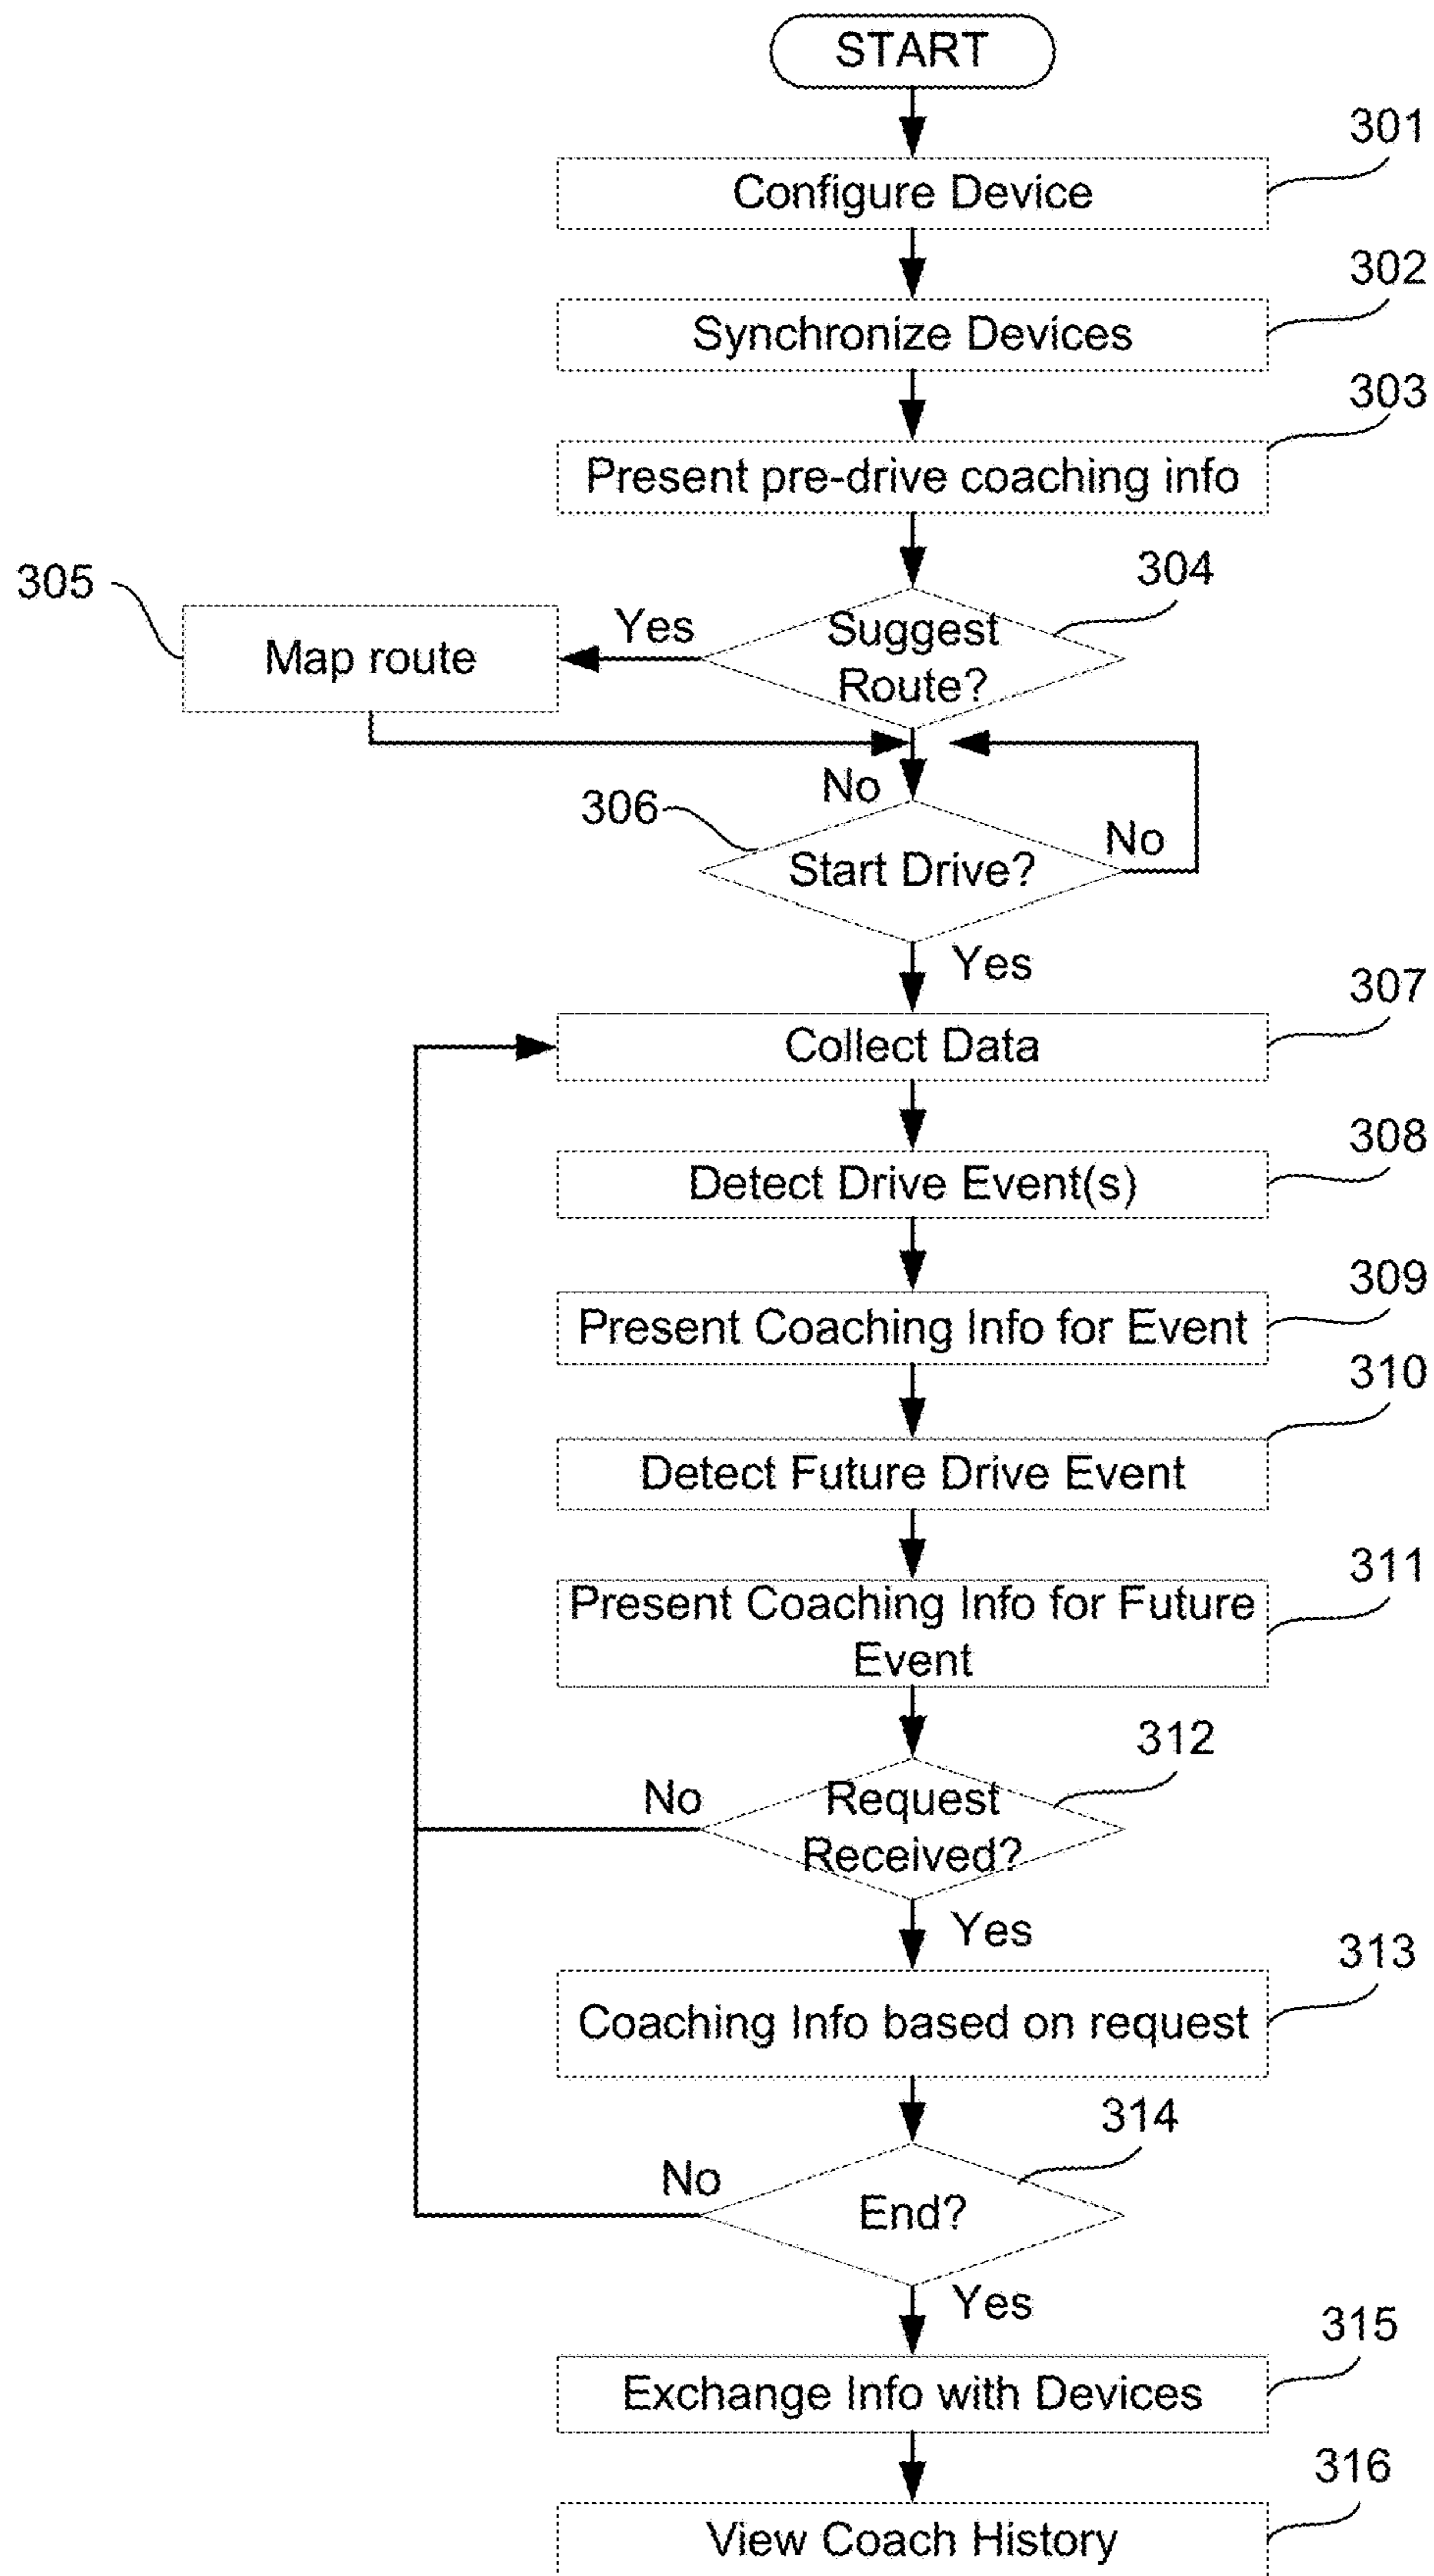 START
301
Configure Device
302
Synchronize Devices
303
Present pre-drive coaching info
304
305
Yes
Suggest
Route?
Map route
No
306
No
Start Drive?
Yes
307
Collect Data
308
Detect Drive Event(s)
309
Present Coaching Info for Event
310
Detect Future Drive Event
311
Present Coaching Info for Future
Event
312
No
Request
Received?
Yes
313
Coaching Info based on request
314
No
End?
Yes
315
Exchange Info with Devices
316
View Coach History